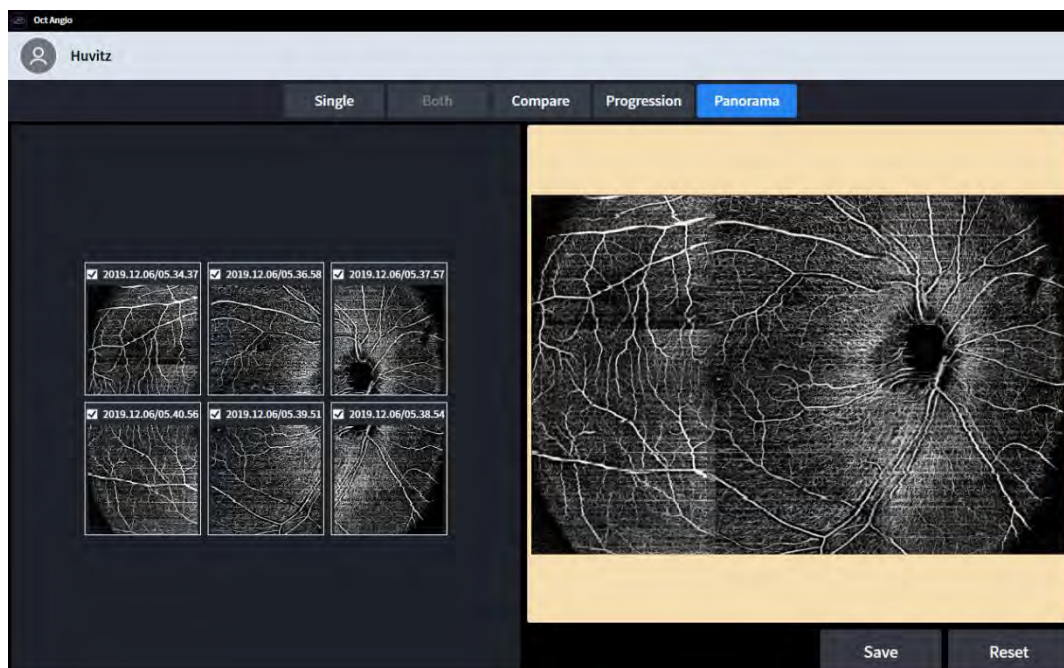 Oct Angio
Huvitz
Single Both Compare Progression Panorama
2019.12.06/05.34.37 2019.12.06/05.36.58 2019.12.06/05.37.57
2019.12.06/05.40.56 2019.12.06/05.39.51 2019.12.06/05.38.54
Save Reset